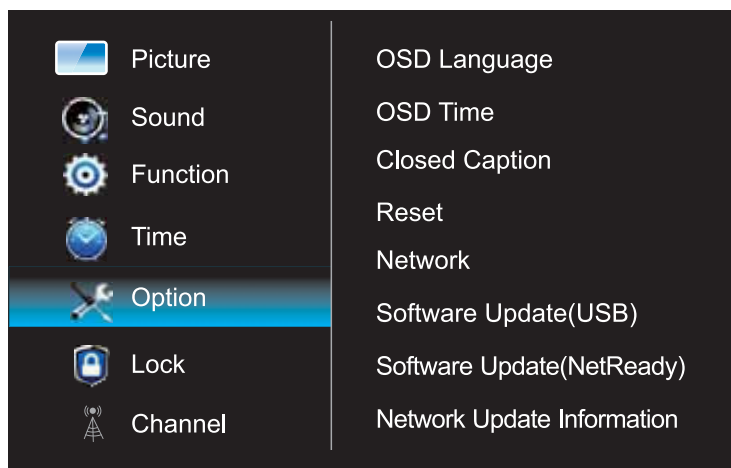 Picture
Sound
Function
Time
Option
Lock
Channel
OSD Language
OSD Time
Closed Caption
Reset
Network
Software Update(USB)
Software Update(NetReady)
Network Update Information